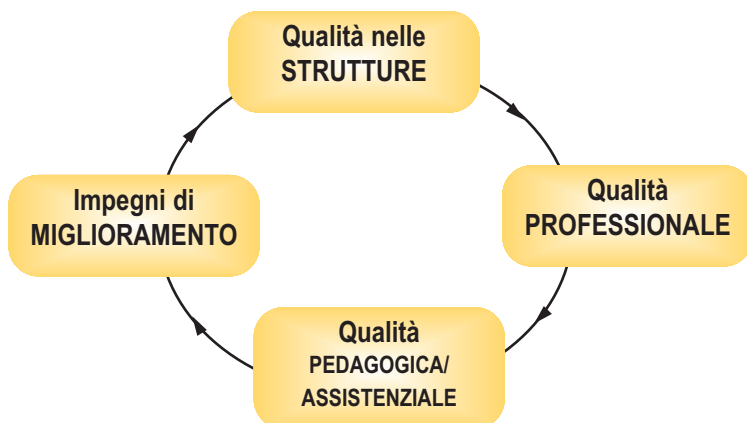 Qualità nelle
STRUTTURE
Qualità
PROFESSIONALE
Qualità
PEDAGOGICA/
ASSISTENZIALE
Impegni di
MIGLIORAMENTO